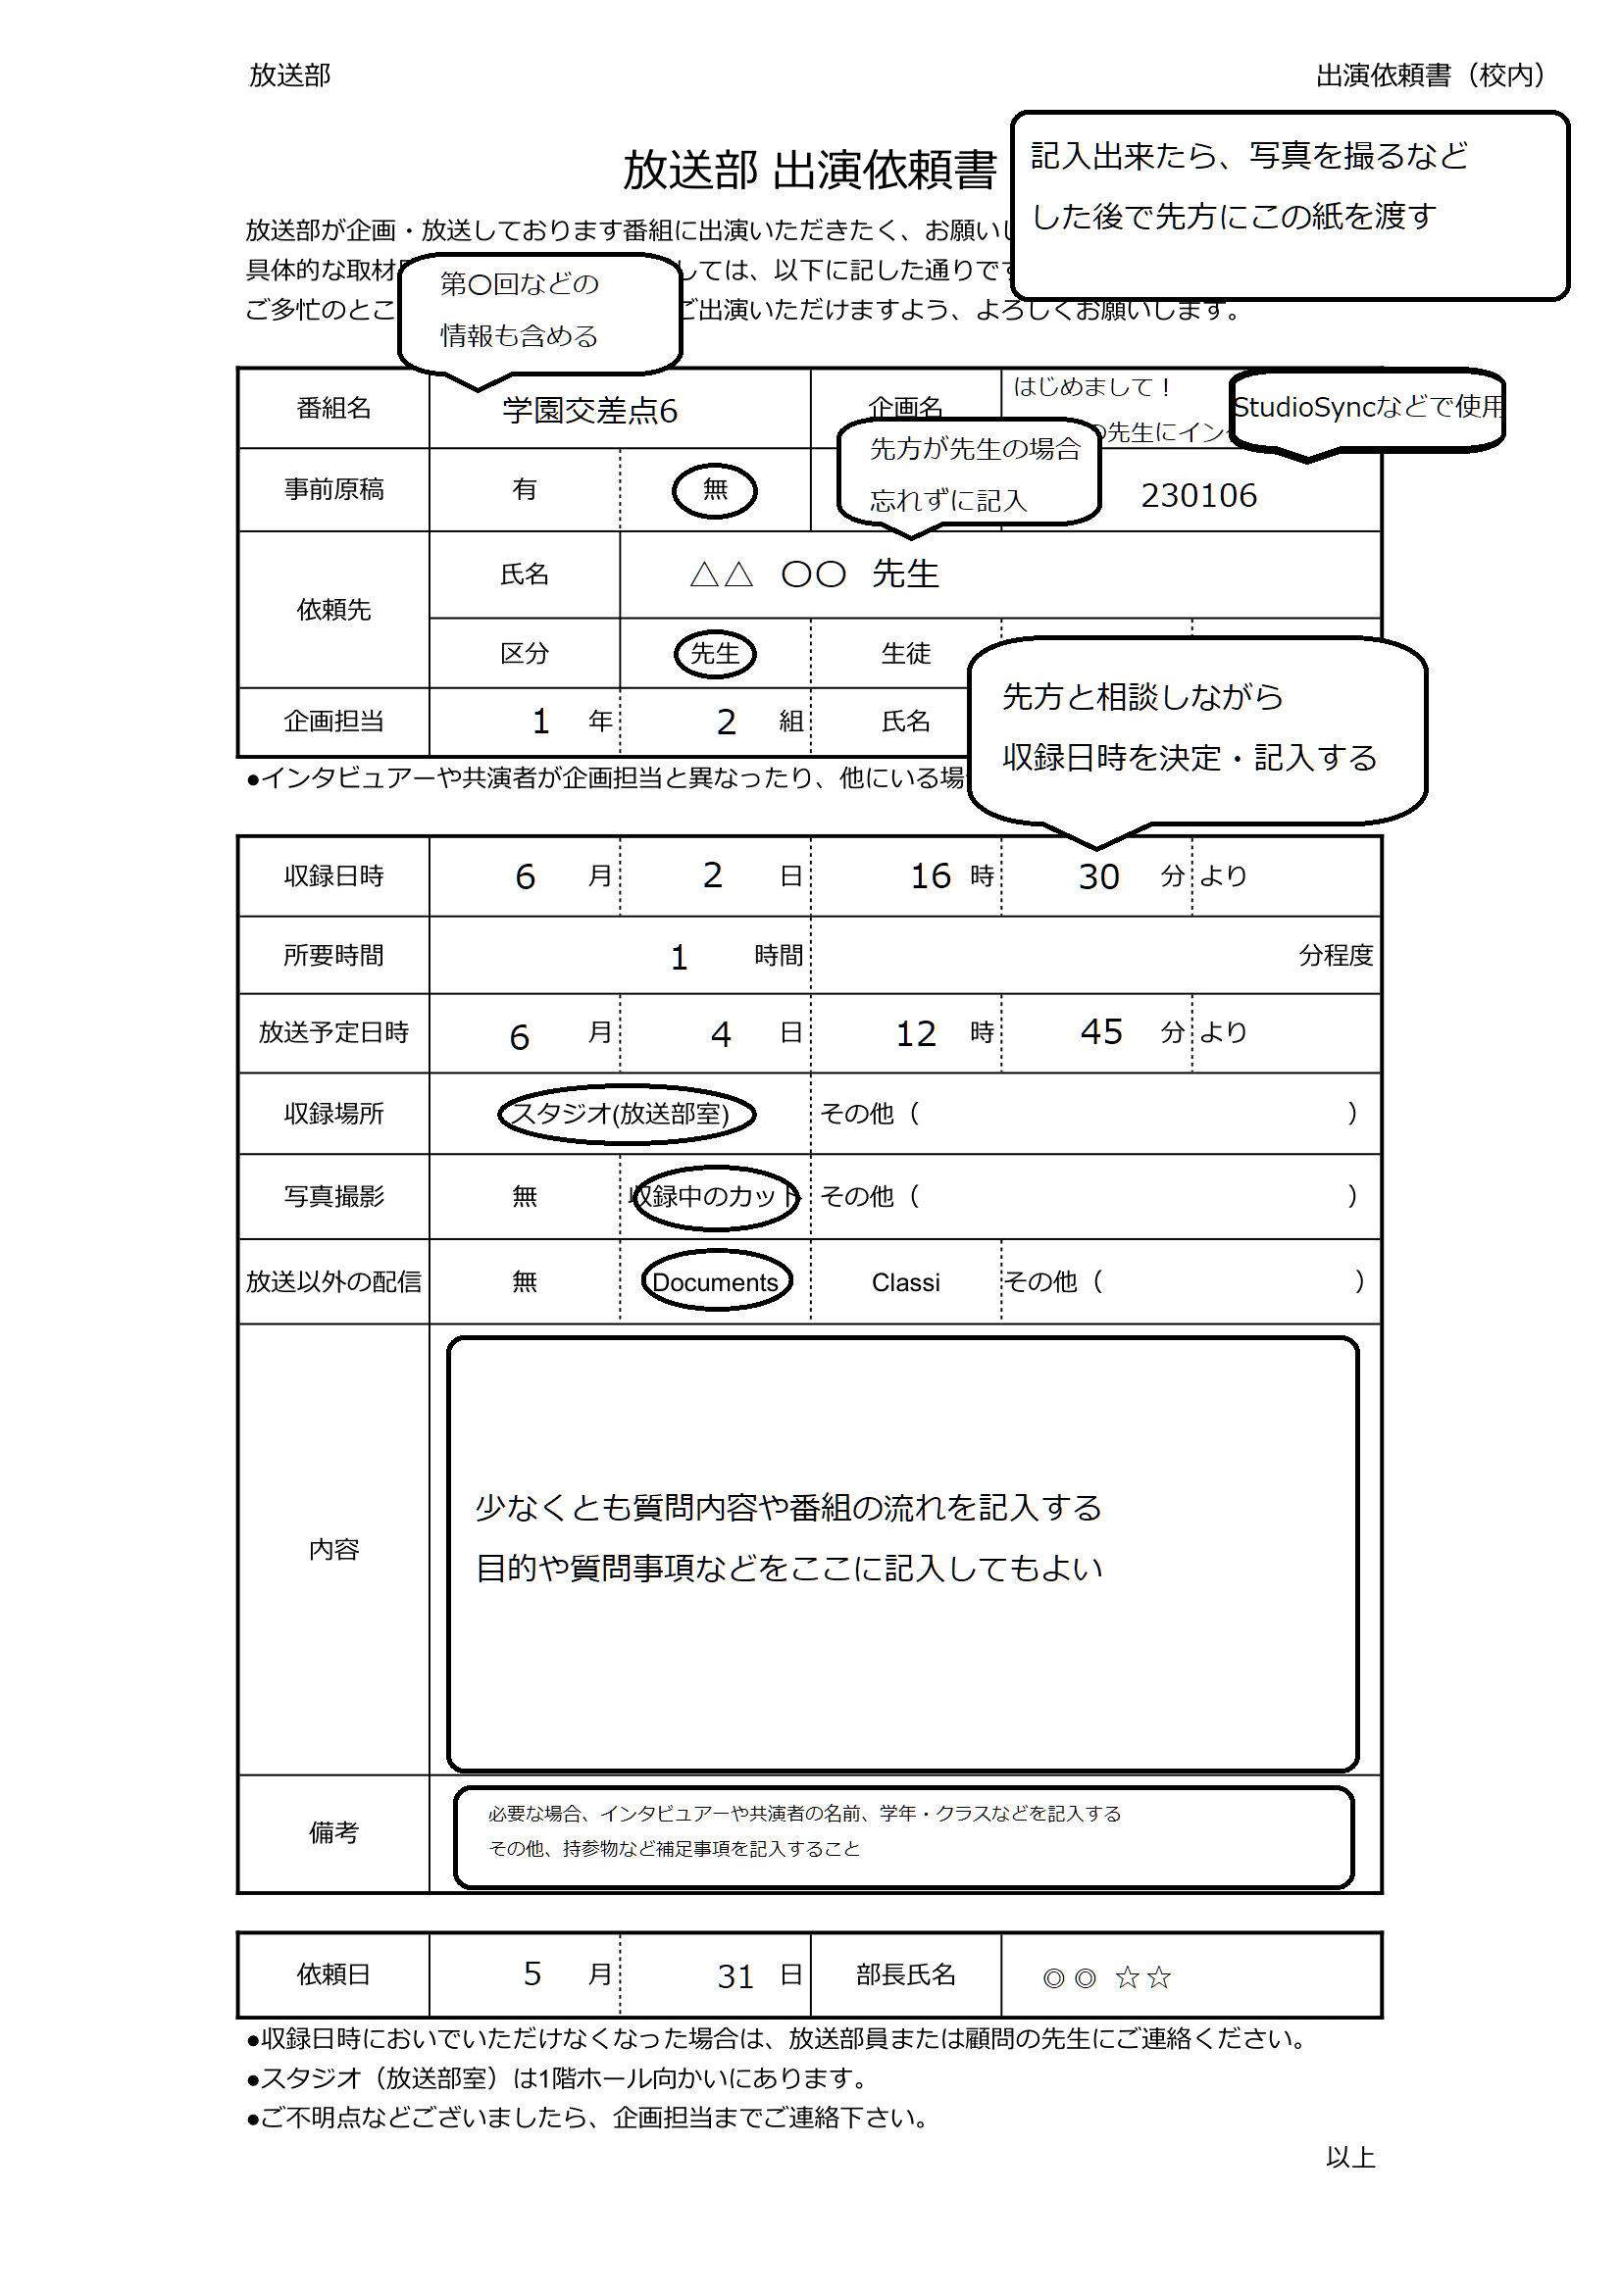 放送部 出演依頼書（校内）
記入出来たら、写真を撮るなど
した後で先方にこの紙を渡す
放送部 出演依頼書
放送部が企画・放送しております番組に出演いただきたく、お願い
具体的な取材 しては、以下に記した通りです
ご多忙のとこ ご出演いただけますよう、よろしくお願いします。
第〇回などの
情報も含める
番組名 学園交差点6 企画名 はじめまして！
の先生にイン
StudioSyncなどで使用
先方が先生の場合
忘れずに記入
事前原稿 有 無 230106
依頼先 氏名 △△ 〇〇 先生
区分 先生 生徒
企画担当 1 年 2 組 氏名
先方と相談しながら
収録日時を決定・記入する
●インタビュアーや共演者が企画担当と異なったり、他にいる場
収録日時 6 月 2 日 16 時 30 分 より
所要時間 1 時間 分程度
放送予定日時 6 月 4 日 12 時 45 分 より
収録場所 スタジオ(放送部室) その他（ ）
写真撮影 無 収録中のカット その他（ ）
放送以外の配信 無 Documents Classi その他（ ）
内容
少なくとも質問内容や番組の流れを記入する
目的や質問事項などをここに記入してもよい
備考
必要な場合、インタビュアーや共演者の名前、学年・クラスなどを記入する
その他、持参物など補足事項を記入すること
依頼日 5 月 31 日 部長氏名 ◎◎ ☆☆
●収録日時においでいただけなくなった場合は、放送部員または顧問の先生にご連絡ください。
●スタジオ（放送部室）は1階ホール向かいにあります。
●ご不明点などございましたら、企画担当までご連絡下さい。
以上